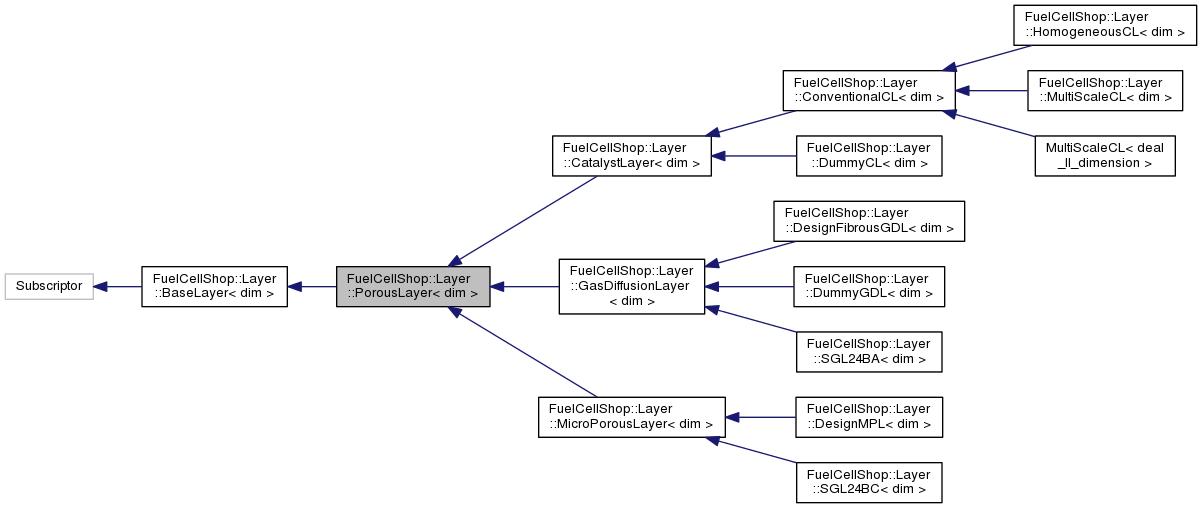 FuelCellShop::Layer
::HomogeneousCL< dim >
FuelCellShop::Layer
::ConventionalCL< dim >
FuelCellShop::Layer
::MultiScaleCL< dim >
FuelCellShop::Layer
::CatalystLayer< dim >
FuelCellShop::Layer
::DummyCL< dim >
MultiScaleCL< deal
_II_dimension >
FuelCellShop::Layer
::DesignFibrousGDL< dim >
Subscriptor
FuelCellShop::Layer
::BaseLayer< dim >
FuelCellShop::Layer
::PorousLayer< dim >
FuelCellShop::Layer
::GasDiffusionLayer
< dim >
FuelCellShop::Layer
::DummyGDL< dim >
FuelCellShop::Layer
::SGL24BA< dim >
FuelCellShop::Layer
::MicroPorousLayer< dim >
FuelCellShop::Layer
::DesignMPL< dim >
FuelCellShop::Layer
::SGL24BC< dim >